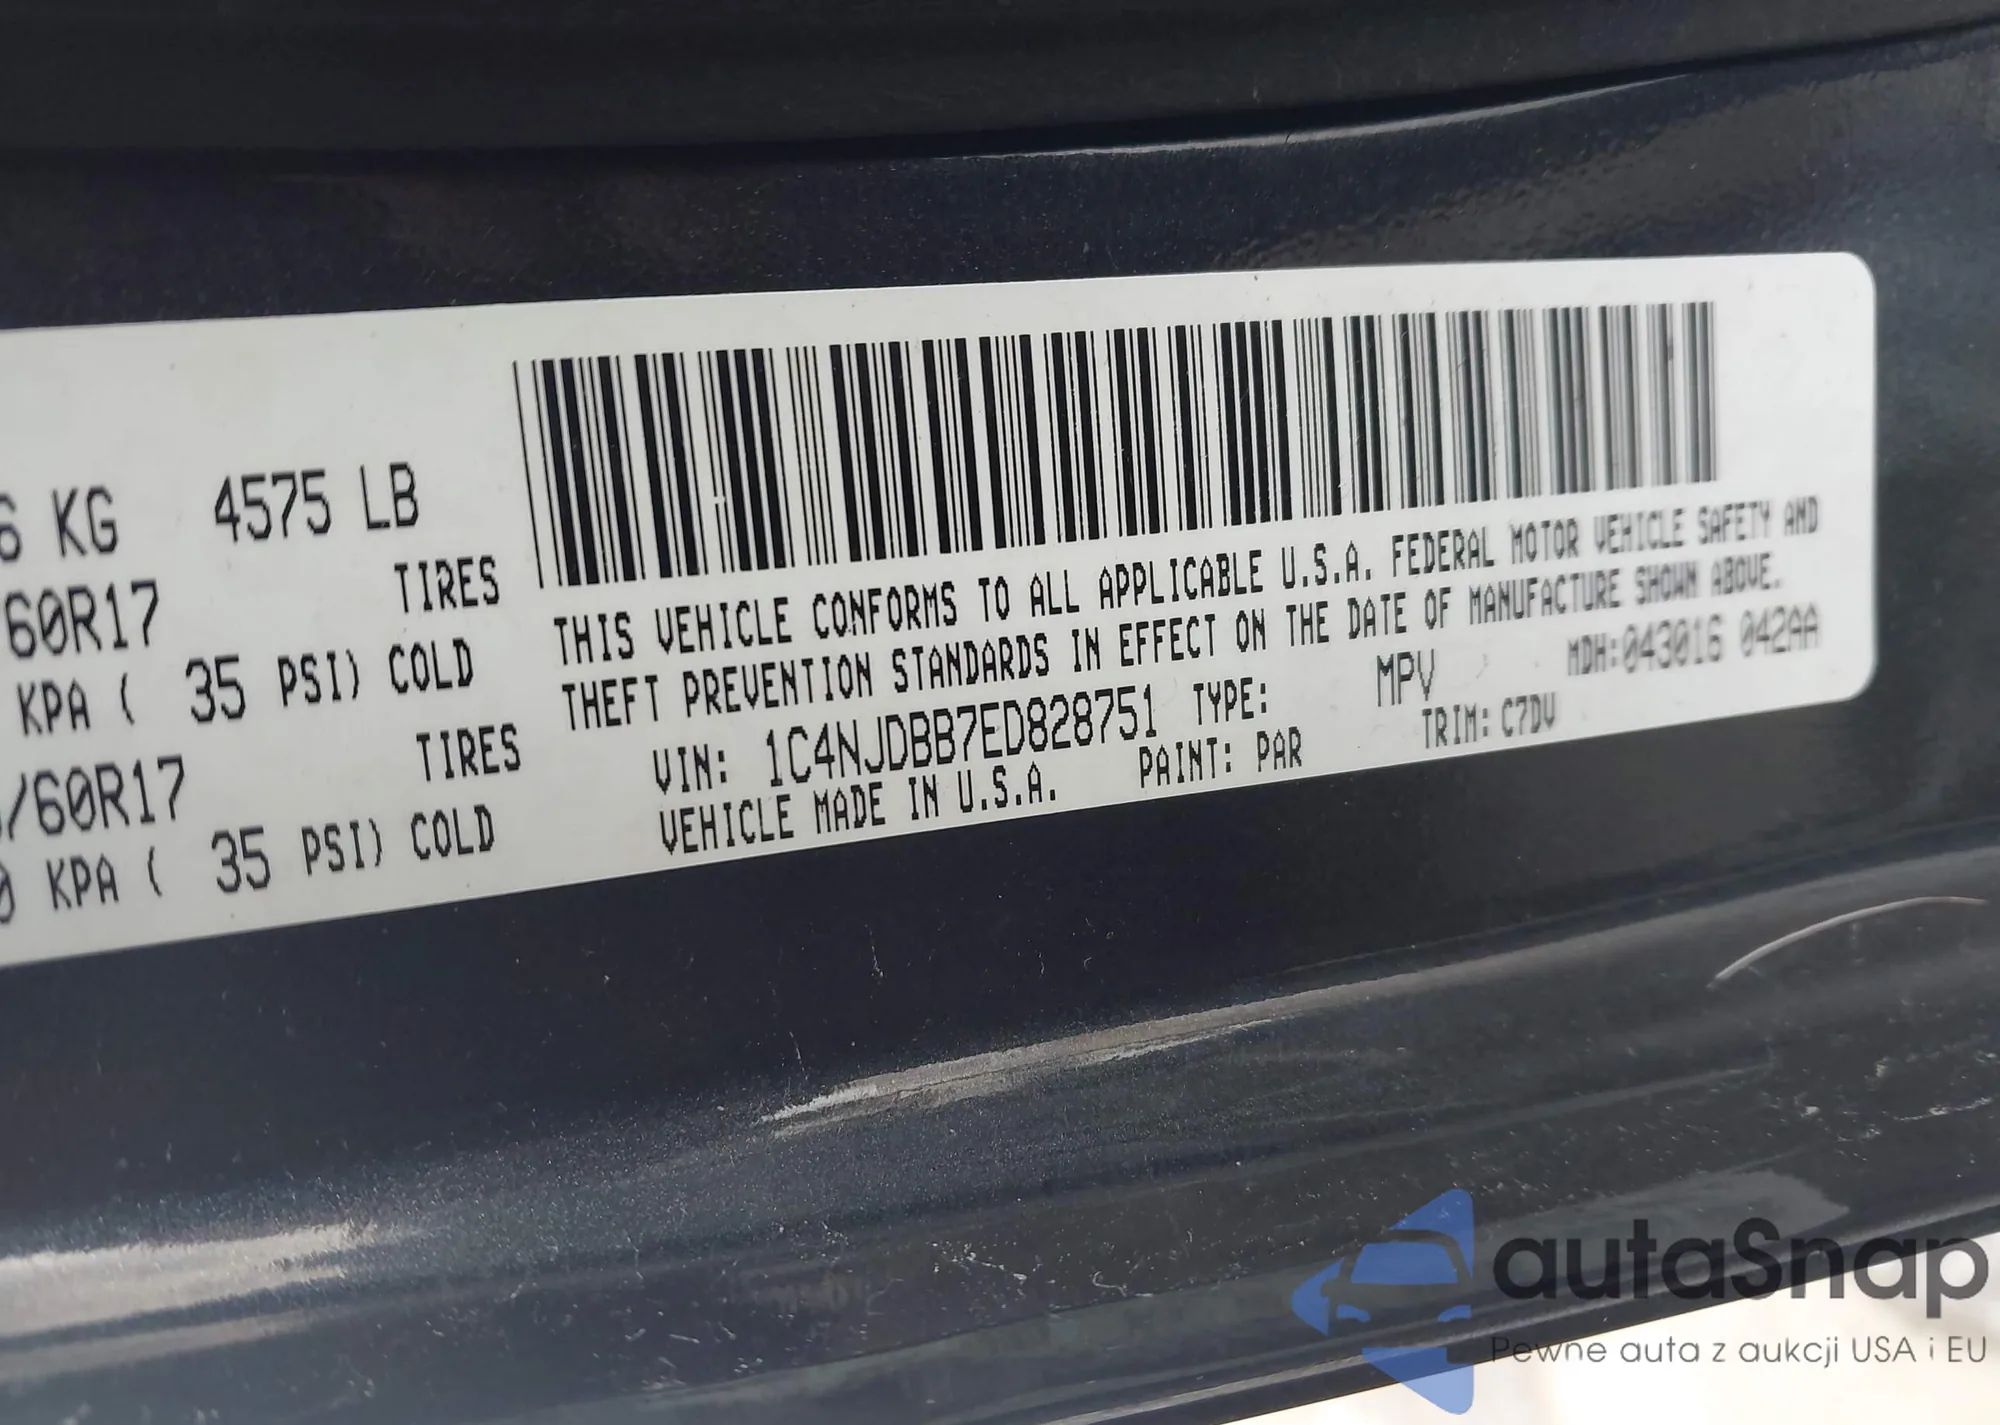 6 KG 4575 LB
60R17 TIRES
KPA ( 35 PSI) COLD
/60R17 TIRES
0 KPA ( 35 PSI) COLD
THIS VEHICLE CONFORMS TO ALL APPLICABLE U.S.A. FEDERAL MOTOR VEHICLE SAFETY AND
THEFT PREVENTION STANDARDS IN EFFECT ON THE DATE OF MANUFACTURE SHOWN ABOVE.
VIN: 1C4NJDBB7ED828751 TYPE: MPV MDH:043016 042AA
VEHICLE MADE IN U.S.A. PAINT: PAR TRIM: C7DV
autaSnap
Pewne auta z aukcji USA i EU